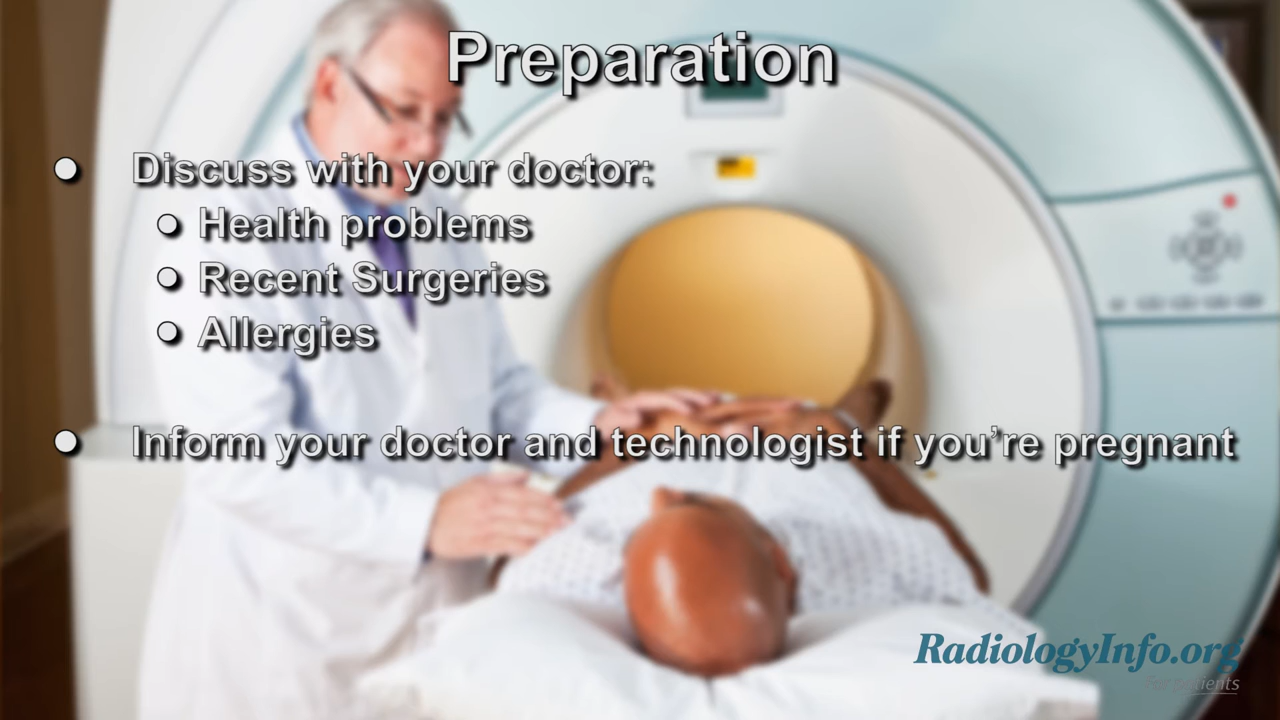 Preparation
● Discuss with your doctor:
○ Health problems
○ Recent Surgeries
○ Allergies
● Inform your doctor and technologist if you’re pregnant
RadiologyInfo.org
For patients